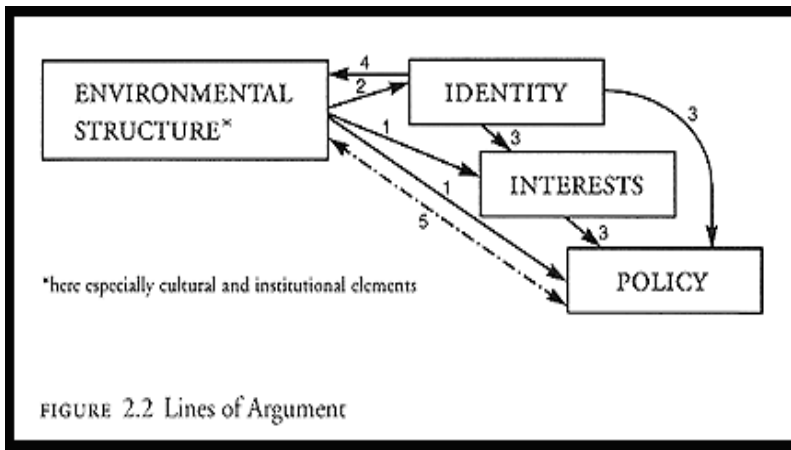 4
ENVIRONMENTAL
STRUCTURE*
2
IDENTITY
3
1
3
INTERESTS
1
5
3
POLICY
*here especially cultural and institutional elements
FIGURE 2.2 Lines of Argument